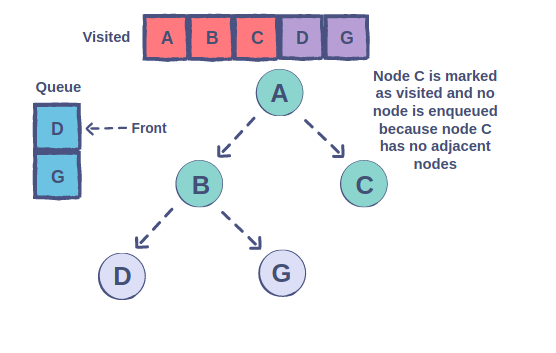 Visited
A B C D G
Queue
D
G
Front
Node C is marked
as visited and no
node is enqueued
because node C
has no adjacent
nodes
A
B
C
D
G